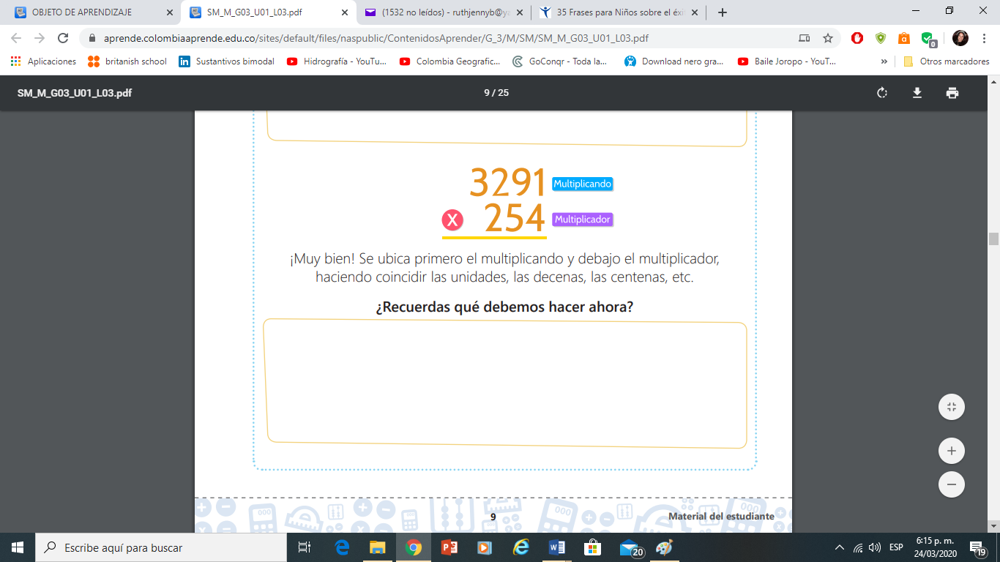 OBJETO DE APRENDIZAJE
SM_M_G03_U01_L03.pdf
(1532 no leídos) - ruthjennyb@ya
35 Frases para Niños sobre el éxi
aprende.colombiaaprende.edu.co/sites/default/files/naspublic/ContenidosAprender/G_3/M/SM/SM_M_G03_U01_L03.pdf
0
Aplicaciones
britanish school
Sustantivos bimodal
Hidrografía - YouTu...
Colombia Geografic...
GoConqr - Toda la...
Download nero gra...
Baile Joropo - YouT...
»
Otros marcadores
SM_M_G03_U01_L03.pdf
9 / 25
3291 Multiplicando
X 254 Multiplicador
¡Muy bien! Se ubica primero el multiplicando y debajo el multiplicador,
haciendo coincidir las unidades, las decenas, las centenas, etc.
¿Recuerdas qué debemos hacer ahora?
9
Material del estudiante
Escribe aquí para buscar
20
ESP
6:15 p. m.
24/03/2020
19